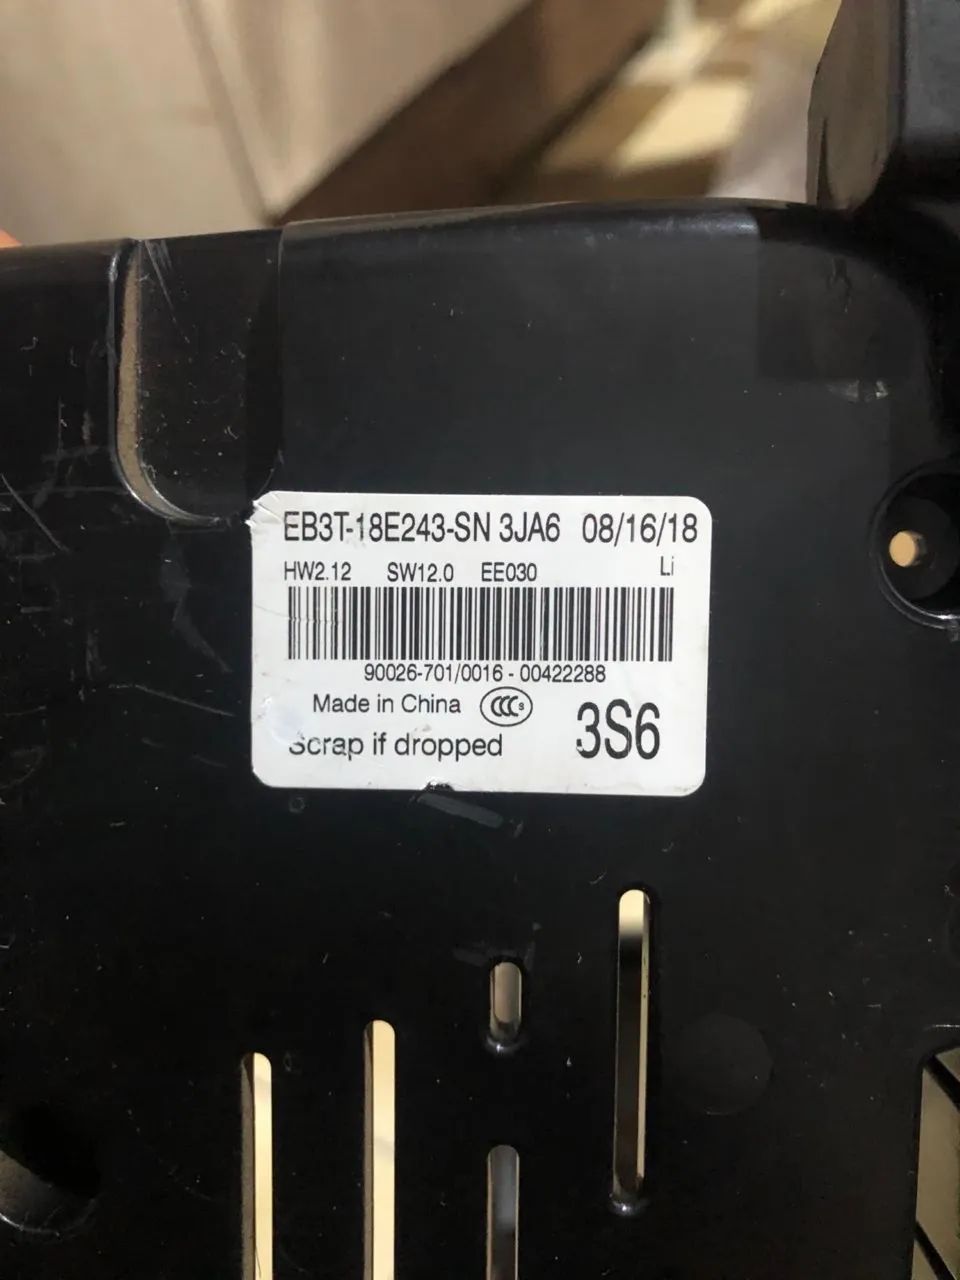 EB3T-18E243-SN 3JA6 08/16/18
HW2.12 SW12.0 EE030 Li
90026-701/0016 - 00422288
Made in China CCC S
Scrap if dropped 3S6